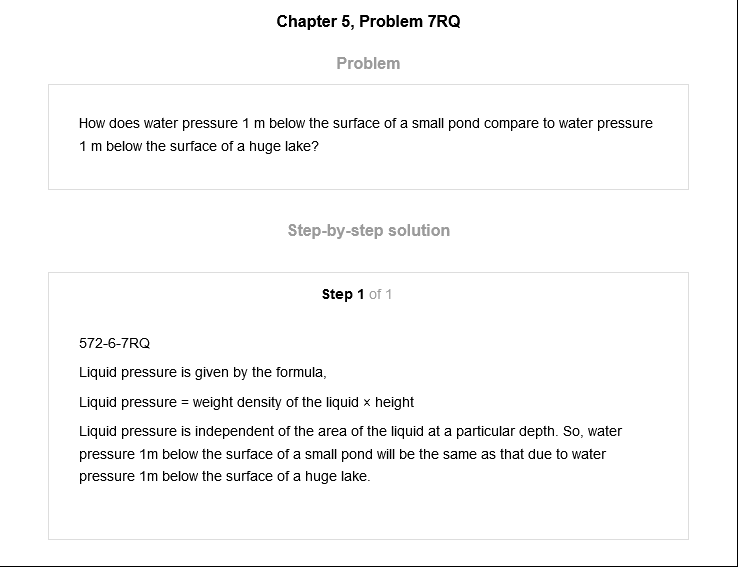 Chapter 5, Problem 7RQ
Problem
How does water pressure 1 m below the surface of a small pond compare to water pressure
1 m below the surface of a huge lake?
Step-by-step solution
Step 1 of 1
572-6-7RQ
Liquid pressure is given by the formula,
Liquid pressure = weight density of the liquid × height
Liquid pressure is independent of the area of the liquid at a particular depth. So, water
pressure 1m below the surface of a small pond will be the same as that due to water
pressure 1m below the surface of a huge lake.